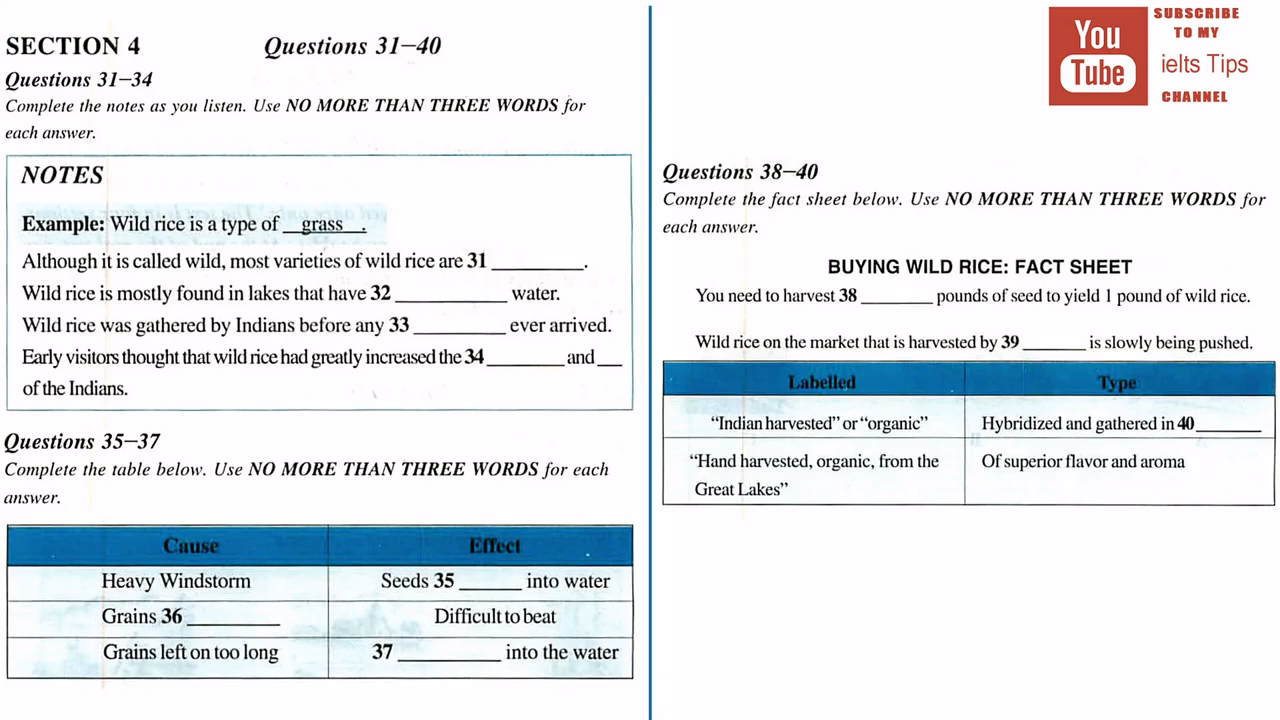 SECTION 4 Questions 31–40
Questions 31–34
Complete the notes as you listen. Use NO MORE THAN THREE WORDS for
each answer.
NOTES
Example: Wild rice is a type of __grass__.
Although it is called wild, most varieties of wild rice are 31 __________.
Wild rice is mostly found in lakes that have 32 ____________ water.
Wild rice was gathered by Indians before any 33 __________ ever arrived.
Early visitors thought that wild rice had greatly increased the 34 ________ and ___
of the Indians.
Questions 35–37
Complete the table below. Use NO MORE THAN THREE WORDS for each
answer.
Cause Effect
Heavy Windstorm Seeds 35 _______ into water
Grains 36 __________ Difficult to beat
Grains left on too long 37 ___________ into the water
You Tube
SUBSCRIBE
TO MY
ielts Tips
CHANNEL
Questions 38–40
Complete the fact sheet below. Use NO MORE THAN THREE WORDS for
each answer.
BUYING WILD RICE: FACT SHEET
You need to harvest 38 ________ pounds of seed to yield 1 pound of wild rice.
Wild rice on the market that is harvested by 39 _______ is slowly being pushed.
Labelled Type
“Indian harvested” or “organic” Hybridized and gathered in 40_______
“Hand harvested, organic, from the Of superior flavor and aroma
Great Lakes”